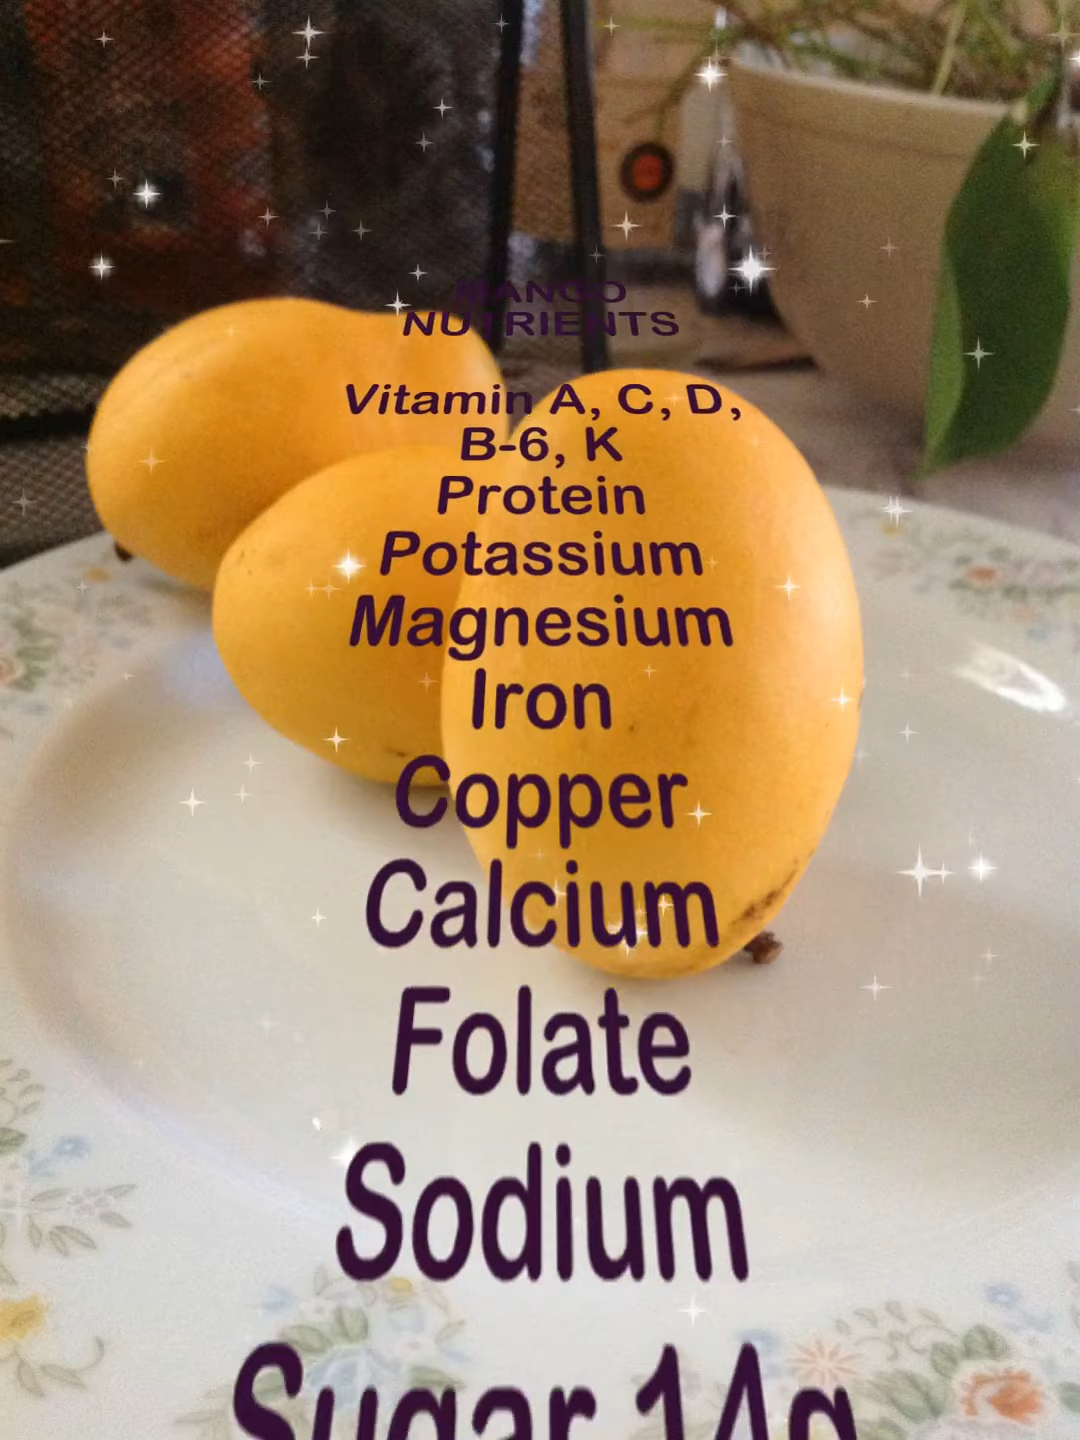 MANGO
NUTRIENTS
Vitamin A, C, D,
B-6, K
Protein
Potassium
Magnesium
Iron
Copper
Calcium
Folate
Sodium
Sugar 14g